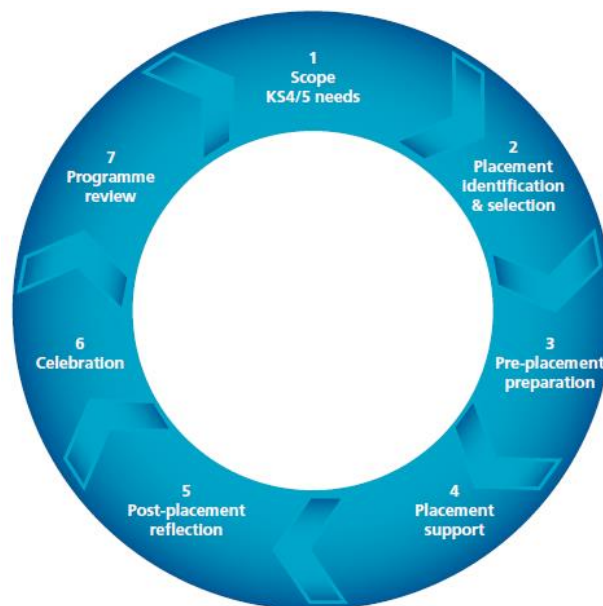 1
Scope
KS4/5 needs
2
Placement
identification
& selection
3
Pre-placement
preparation
4
Placement
support
5
Post-placement
reflection
6
Celebration
7
Programme
review